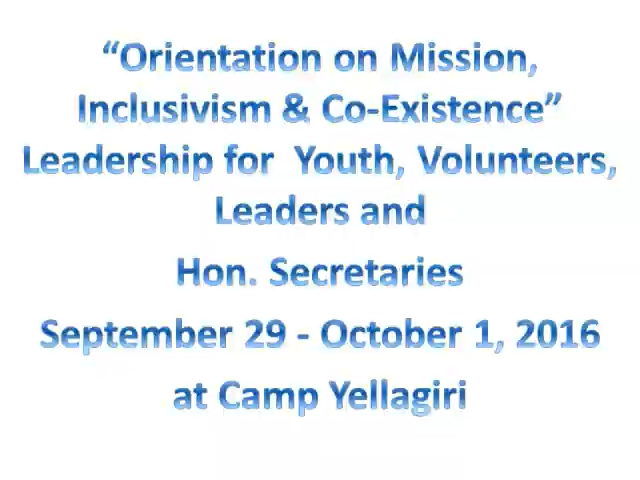 “Orientation on Mission,
Inclusivism & Co-Existence”
Leadership for  Youth, Volunteers,
Leaders and
Hon. Secretaries
September 29 - October 1, 2016
at Camp Yellagiri